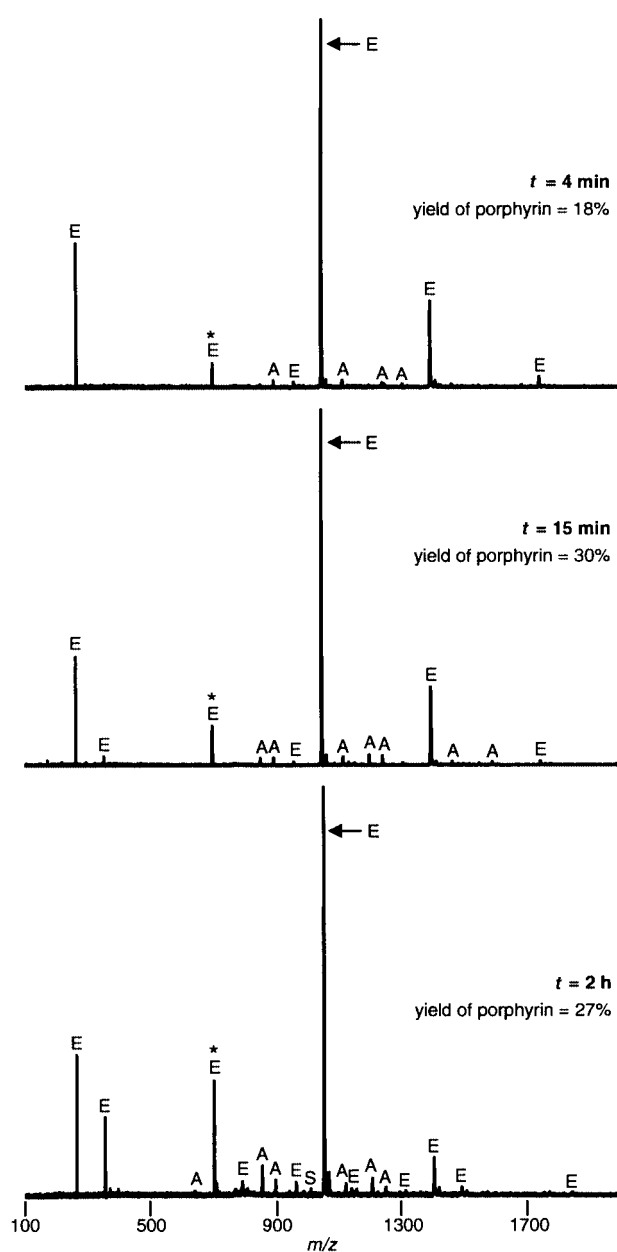 ← E
t = 4 min
yield of porphyrin = 18%
E
E
*
E
A E A A A E
← E
t = 15 min
yield of porphyrin = 30%
E
E
*
E
E A A E A A A A A E
← E
t = 2 h
yield of porphyrin = 27%
E
*
E
E
A E A A E S A E A A E E E E
100 500 900 1300 1700
m/z